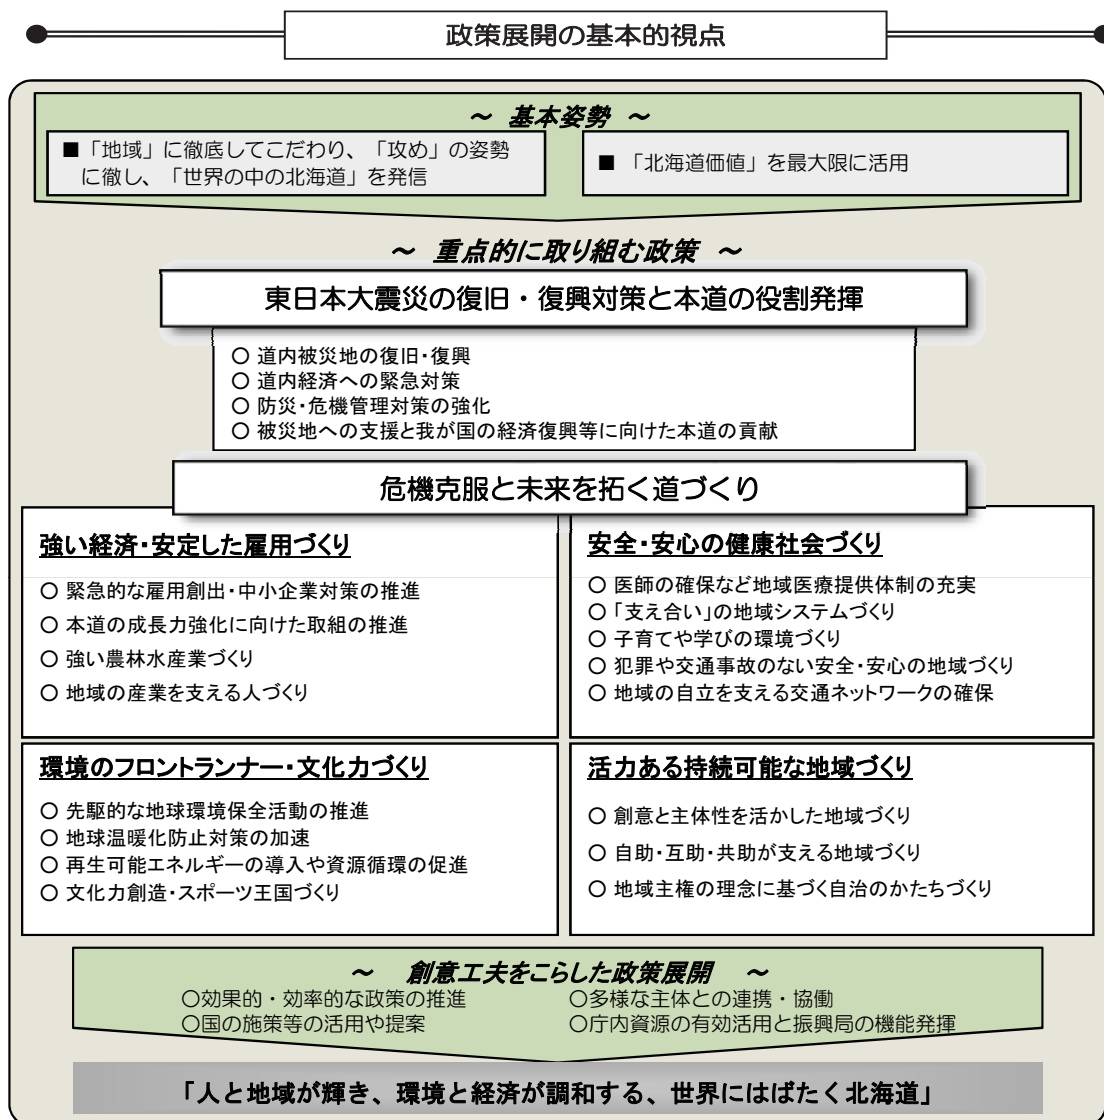 政策展開の基本的視点
～ 基本姿勢 ～
■「地域」に徹底してこだわり、「攻め」の姿勢
に徹し、「世界の中の北海道」を発信
■ 「北海道価値」を最大限に活用
～ 重点的に取り組む政策 ～
東日本大震災の復旧・復興対策と本道の役割発揮
○ 道内被災地の復旧・復興
○ 道内経済への緊急対策
○ 防災・危機管理対策の強化
○ 被災地への支援と我が国の経済復興等に向けた本道の貢献
危機克服と未来を拓く道づくり
強い経済・安定した雇用づくり
○ 緊急的な雇用創出・中小企業対策の推進
○ 本道の成長力強化に向けた取組の推進
○ 強い農林水産業づくり
○ 地域の産業を支える人づくり
安全・安心の健康社会づくり
○ 医師の確保など地域医療提供体制の充実
○ 「支え合い」の地域システムづくり
○ 子育てや学びの環境づくり
○ 犯罪や交通事故のない安全・安心の地域づくり
○ 地域の自立を支える交通ネットワークの確保
環境のフロントランナー・文化力づくり
○ 先駆的な地球環境保全活動の推進
○ 地球温暖化防止対策の加速
○ 再生可能エネルギーの導入や資源循環の促進
○ 文化力創造・スポーツ王国づくり
活力ある持続可能な地域づくり
○ 創意と主体性を活かした地域づくり
○ 自助・互助・共助が支える地域づくり
○ 地域主権の理念に基づく自治のかたちづくり
～ 創意工夫をこらした政策展開 ～
○効果的・効率的な政策の推進
○多様な主体との連携・協働
○国の施策等の活用や提案
○庁内資源の有効活用と振興局の機能発揮
「人と地域が輝き、環境と経済が調和する、世界にはばたく北海道」